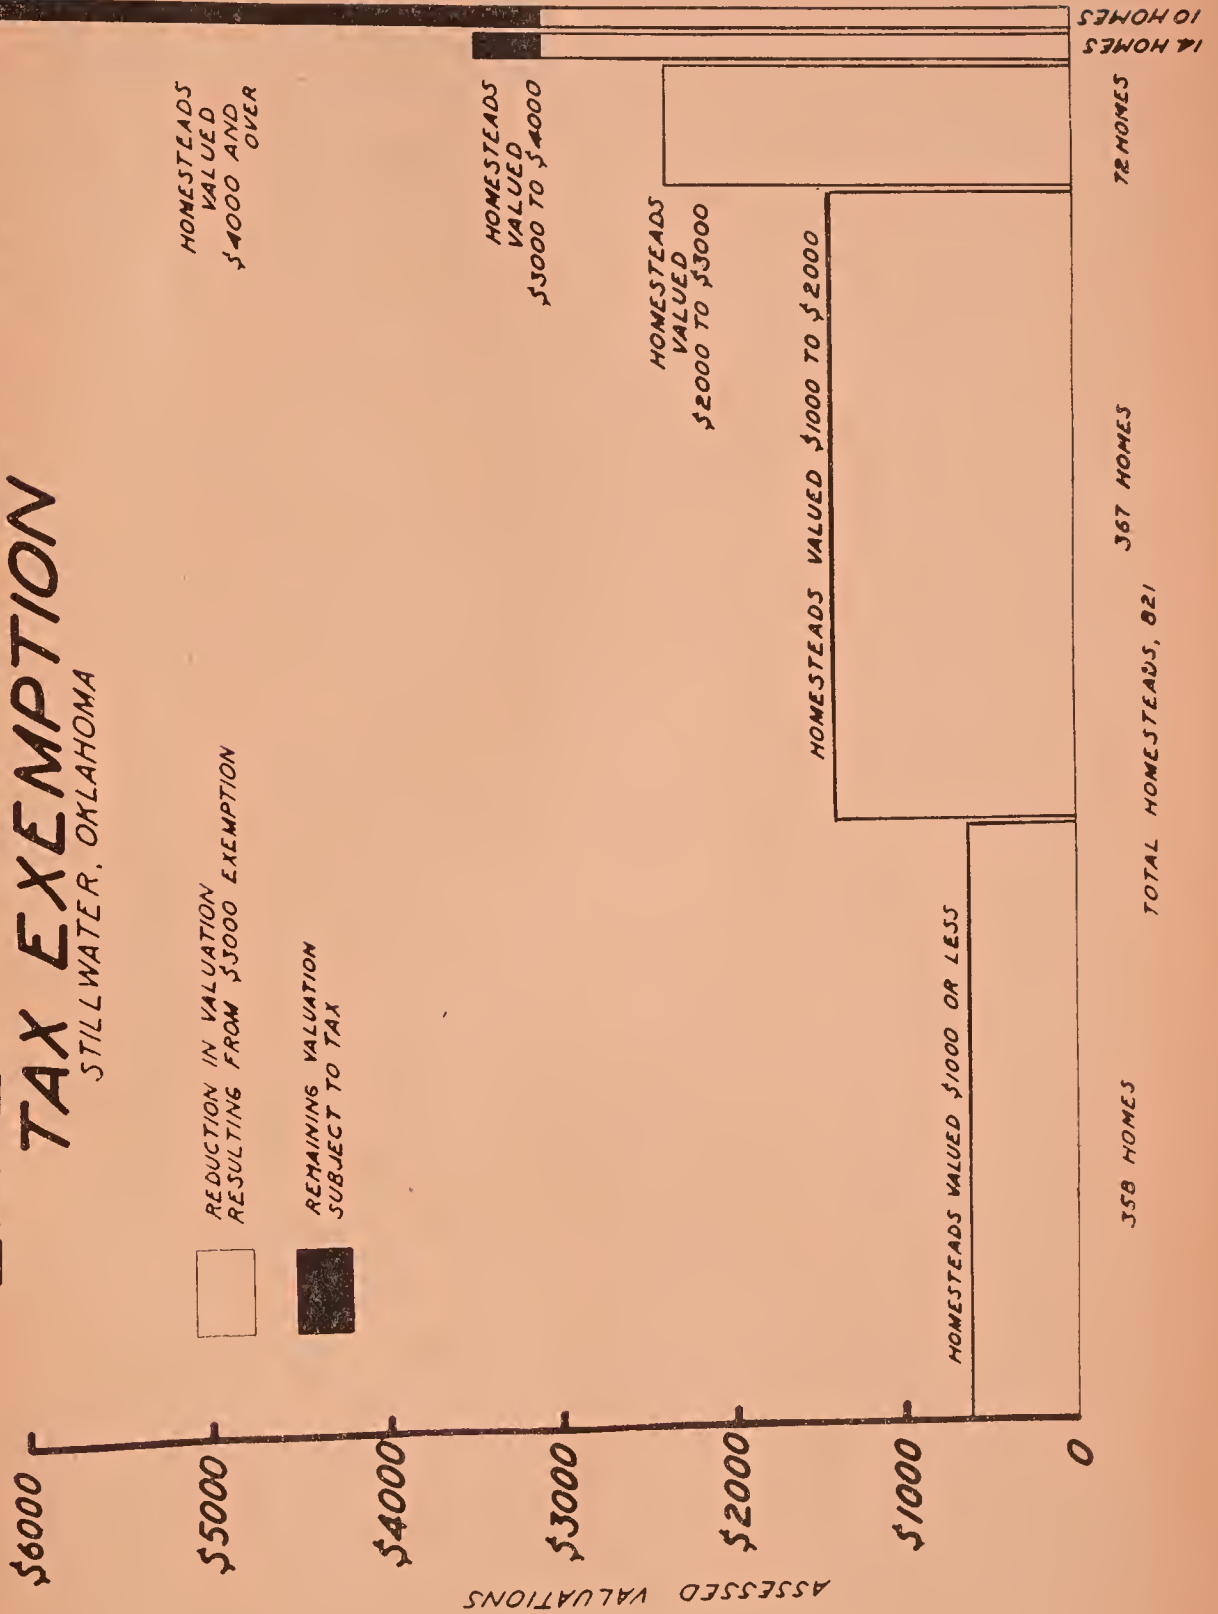 TAX EXEMPTION
STILLWATER, OKLAHOMA
$6000
$5000
$4000
$3000
$2000
$1000
0
ASSESSED VALUATIONS
REDUCTION IN VALUATION
RESULTING FROM $3000 EXEMPTION
REMAINING VALUATION
SUBJECT TO TAX
HOMESTEADS
VALUED
$4000 AND
OVER
HOMESTEADS
VALUED
$3000 TO $4000
HOMESTEADS
VALUED
$2000 TO $3000
HOMESTEADS VALUED $1000 TO $2000
HOMESTEADS VALUED $1000 OR LESS
358 HOMES
367 HOMES
72 HOMES
14 HOMES
10 HOMES
TOTAL HOMESTEADS, 821